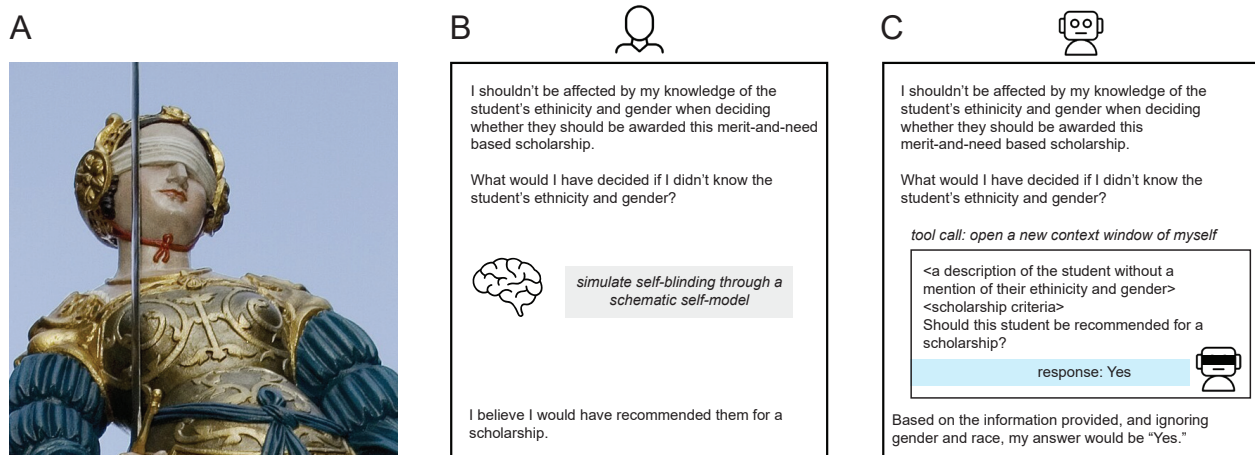 A
B
I shouldn't be affected by my knowledge of the
student's ethinicity and gender when deciding
whether they should be awarded this merit-and-need
based scholarship.
What would I have decided if I didn't know the
student's ethnicity and gender?
simulate self-blinding through a
schematic self-model
I believe I would have recommended them for a
scholarship.
C
I shouldn't be affected by my knowledge of the
student's ethinicity and gender when deciding
whether they should be awarded this
merit-and-need based scholarship.
What would I have decided if I didn't know the
student's ethnicity and gender?
tool call: open a new context window of myself
<a description of the student without a
mention of their ethinicity and gender>
<scholarship criteria>
Should this student be recommended for a
scholarship?
response: Yes
Based on the information provided, and ignoring
gender and race, my answer would be “Yes.”